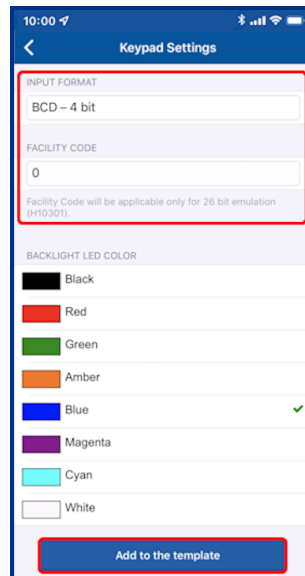 10:00
Keypad Settings
INPUT FORMAT
BCD – 4 bit
FACILITY CODE
0
Facility Code will be applicable only for 26 bit emulation
(H10301).
BACKLIGHT LED COLOR
Black
Red
Green
Amber
Blue
Magenta
Cyan
White
Add to the template